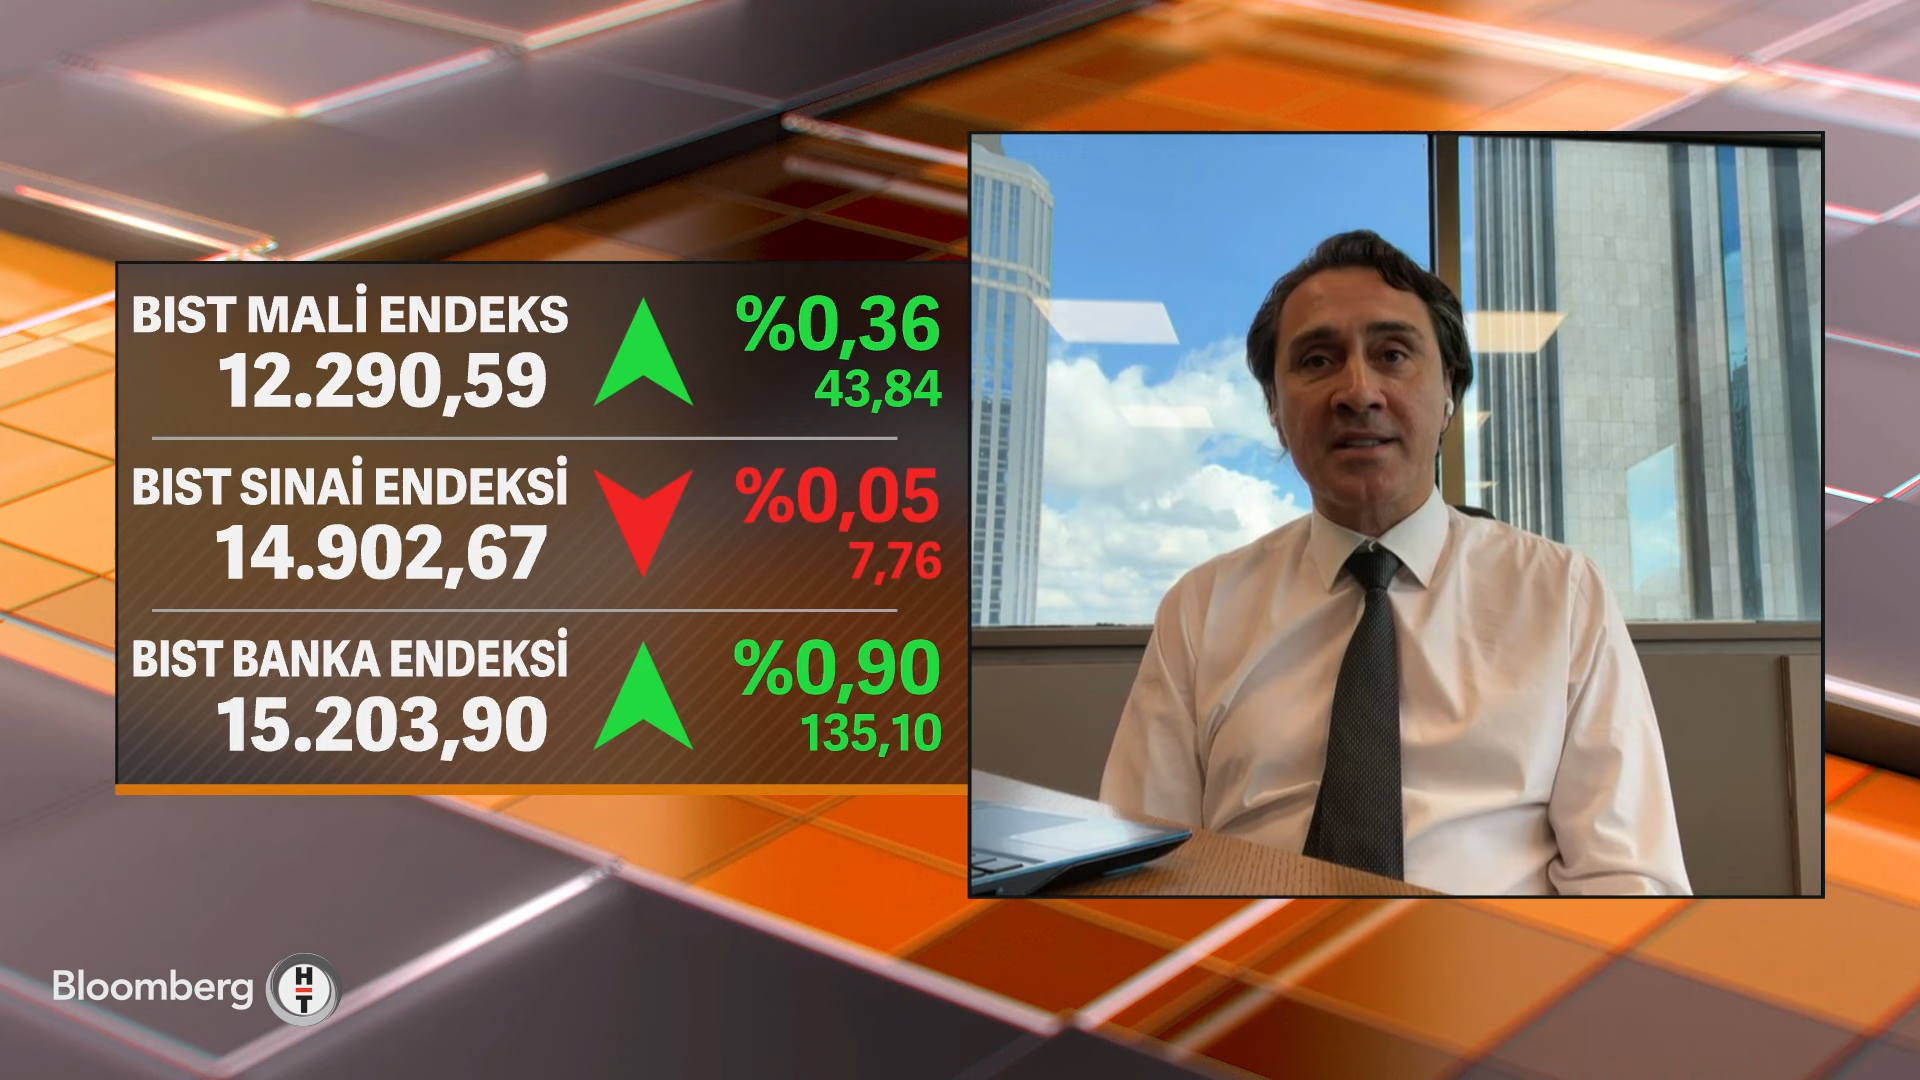 BIST MALİ ENDEKS
12.290,59
%0,36
43,84
BIST SINAİ ENDEKSİ
14.902,67
%0,05
7,76
BIST BANKA ENDEKSİ
15.203,90
%0,90
135,10
Bloomberg HT